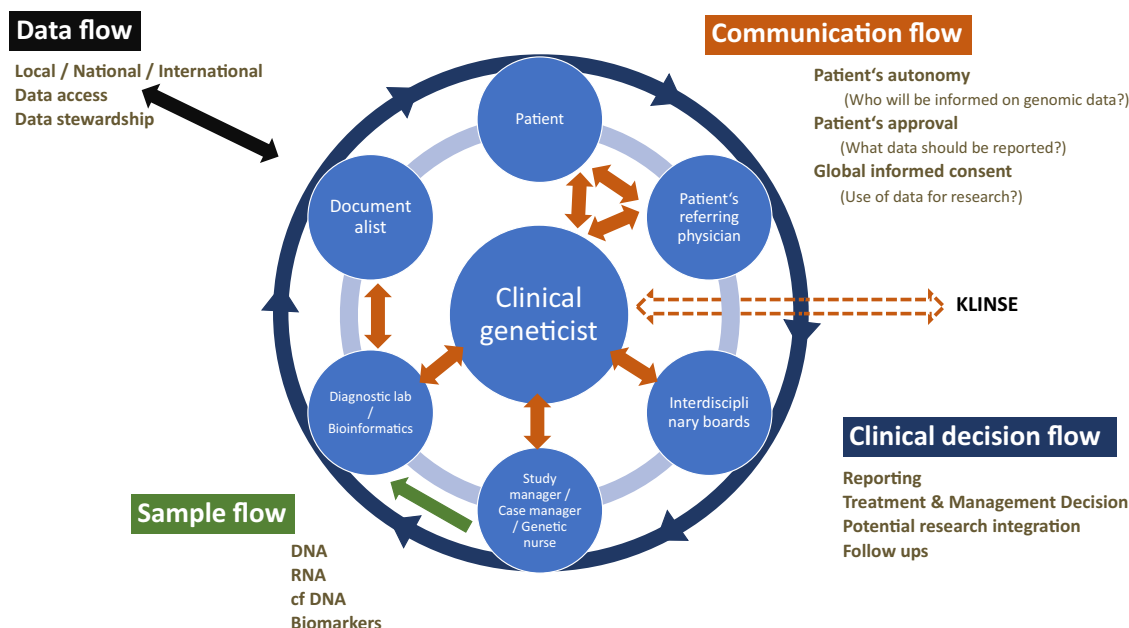 Data flow
Local / National / International
Data access
Data stewardship
Communication flow
Patient‘s autonomy
(Who will be informed on genomic data?)
Patient‘s approval
(What data should be reported?)
Global informed consent
(Use of data for research?)
Patient
Patient‘s
referring
physician
Document
alist
Clinical
geneticist
KLINSE
Diagnostic lab
/
Bioinformatics
Interdiscipli
nary boards
Study
manager /
Case manager
/ Genetic
nurse
Clinical decision flow
Reporting
Treatment & Management Decision
Potential research integration
Follow ups
Sample flow
DNA
RNA
cf DNA
Biomarkers